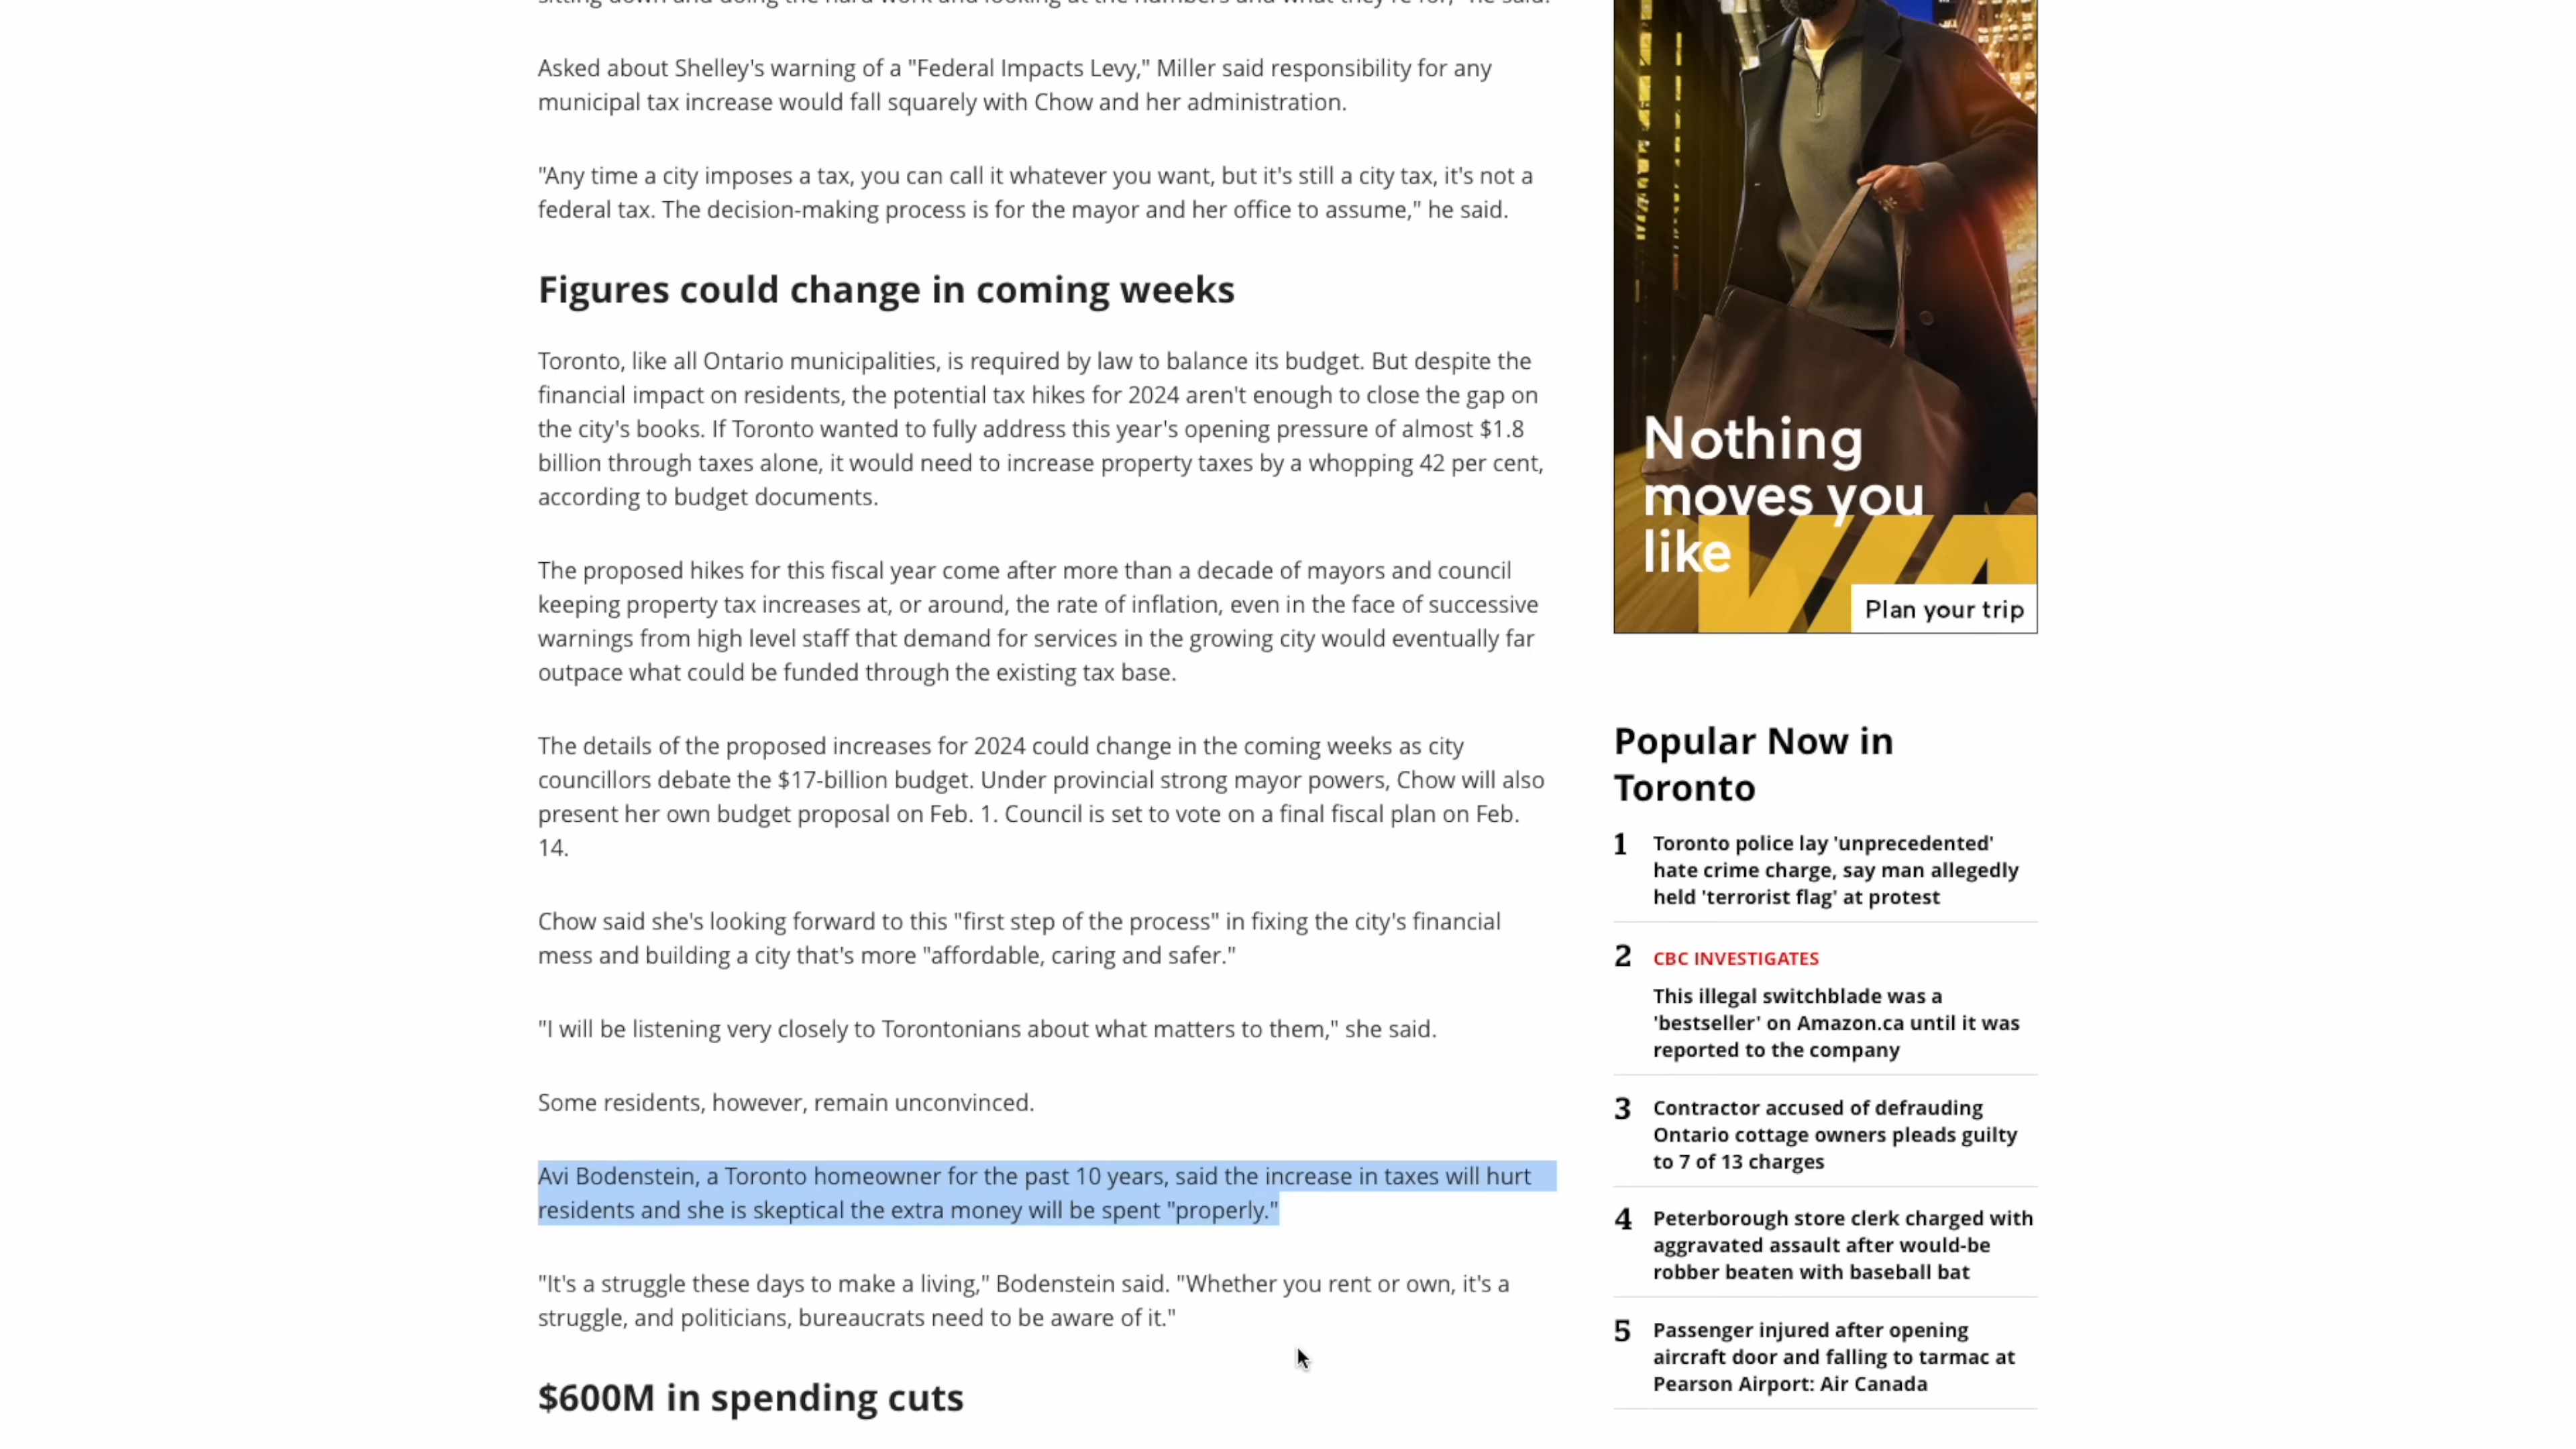 sitting down and doing the hard work and looking at the numbers and what they're for," he said.
Asked about Shelley's warning of a "Federal Impacts Levy," Miller said responsibility for any
municipal tax increase would fall squarely with Chow and her administration.
"Any time a city imposes a tax, you can call it whatever you want, but it's still a city tax, it's not a
federal tax. The decision-making process is for the mayor and her office to assume," he said.
Figures could change in coming weeks
Toronto, like all Ontario municipalities, is required by law to balance its budget. But despite the
financial impact on residents, the potential tax hikes for 2024 aren't enough to close the gap on
the city's books. If Toronto wanted to fully address this year's opening pressure of almost $1.8
billion through taxes alone, it would need to increase property taxes by a whopping 42 per cent,
according to budget documents.
The proposed hikes for this fiscal year come after more than a decade of mayors and council
keeping property tax increases at, or around, the rate of inflation, even in the face of successive
warnings from high level staff that demand for services in the growing city would eventually far
outpace what could be funded through the existing tax base.
The details of the proposed increases for 2024 could change in the coming weeks as city
councillors debate the $17-billion budget. Under provincial strong mayor powers, Chow will also
present her own budget proposal on Feb. 1. Council is set to vote on a final fiscal plan on Feb.
14.
Chow said she's looking forward to this "first step of the process" in fixing the city's financial
mess and building a city that's more "affordable, caring and safer."
"I will be listening very closely to Torontonians about what matters to them," she said.
Some residents, however, remain unconvinced.
Avi Bodenstein, a Toronto homeowner for the past 10 years, said the increase in taxes will hurt
residents and she is skeptical the extra money will be spent "properly."
"It's a struggle these days to make a living," Bodenstein said. "Whether you rent or own, it's a
struggle, and politicians, bureaucrats need to be aware of it."
$600M in spending cuts
Nothing
moves you
like
VIA
Plan your trip
Popular Now in
Toronto
1 Toronto police lay 'unprecedented'
hate crime charge, say man allegedly
held 'terrorist flag' at protest
2 CBC INVESTIGATES
This illegal switchblade was a
'bestseller' on Amazon.ca until it was
reported to the company
3 Contractor accused of defrauding
Ontario cottage owners pleads guilty
to 7 of 13 charges
4 Peterborough store clerk charged with
aggravated assault after would-be
robber beaten with baseball bat
5 Passenger injured after opening
aircraft door and falling to tarmac at
Pearson Airport: Air Canada